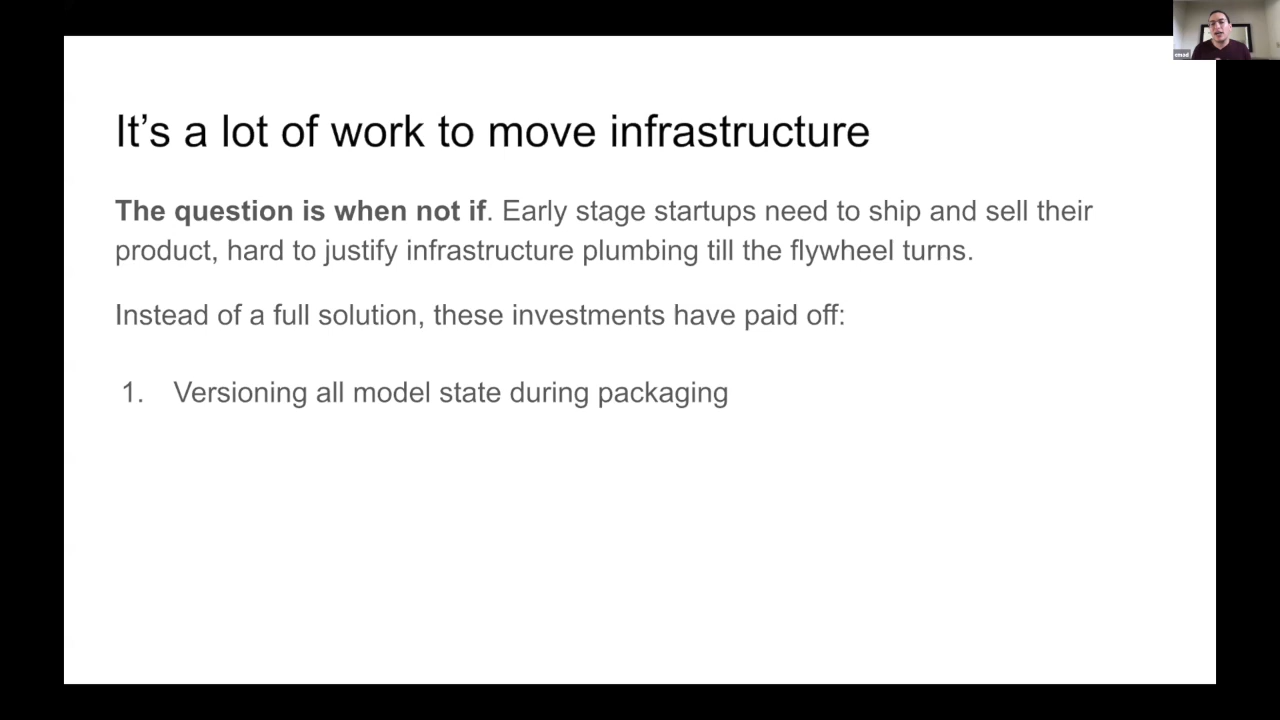 It’s a lot of work to move infrastructure
The question is when not if. Early stage startups need to ship and sell their
product, hard to justify infrastructure plumbing till the flywheel turns.
Instead of a full solution, these investments have paid off:
1. Versioning all model state during packaging